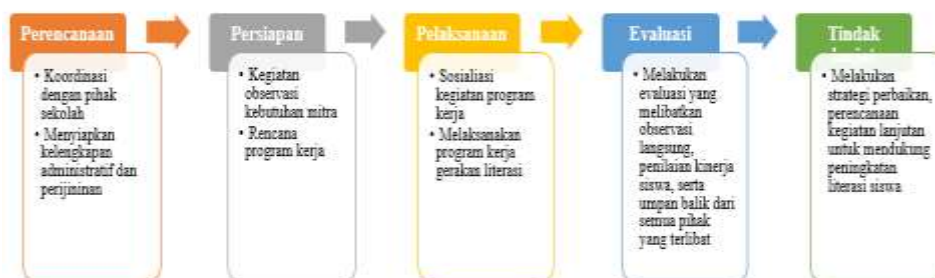 Perencanaan
• Koordinasi
dengan pihak
sekolah
• Menyiapkan
kelengkapan
administratif dan
perijininan
Persiapan
• Kegiatan
observasi
kebutuhan mitra
• Rencana
program kerja
Pelaksanaan
• Sosialiasi
kegiatan program
kerja
• Melaksanakan
program kerja
gerakan literasi
Evaluasi
• Melakukan
evaluasi yang
melibatkan
observasi
langsung,
penilaian kinerja
siswa, serta
umpan balik dari
semua pihak
yang terlibat
Tindak
• Melakukan
strategi perbaikan,
perencanaan
kegiatan lanjutan
untuk mendukung
peningkatan
literasi siswa